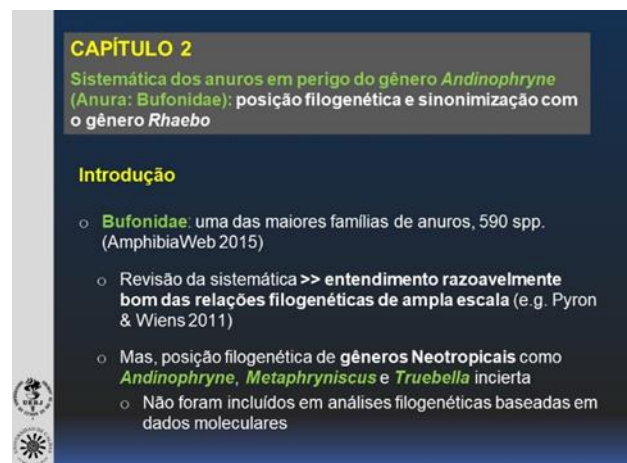 CAPÍTULO 2
Sistemática dos anuros em perigo do gênero Andinophryne
(Anura: Bufonidae): posição filogenética e sinonimização com
o gênero Rhaebo
Introdução
o Bufonidae: uma das maiores famílias de anuros, 590 spp.
(AmphibiaWeb 2015)
o Revisão da sistemática >> entendimento razoavelmente
bom das relações filogenéticas de ampla escala (e.g. Pyron
& Wiens 2011)
o Mas, posição filogenética de gêneros Neotropicais como
Andinophryne, Metaphryniscus e Truebella incierta
o Não foram incluídos em análises filogenéticas baseadas em
dados moleculares
UERJ